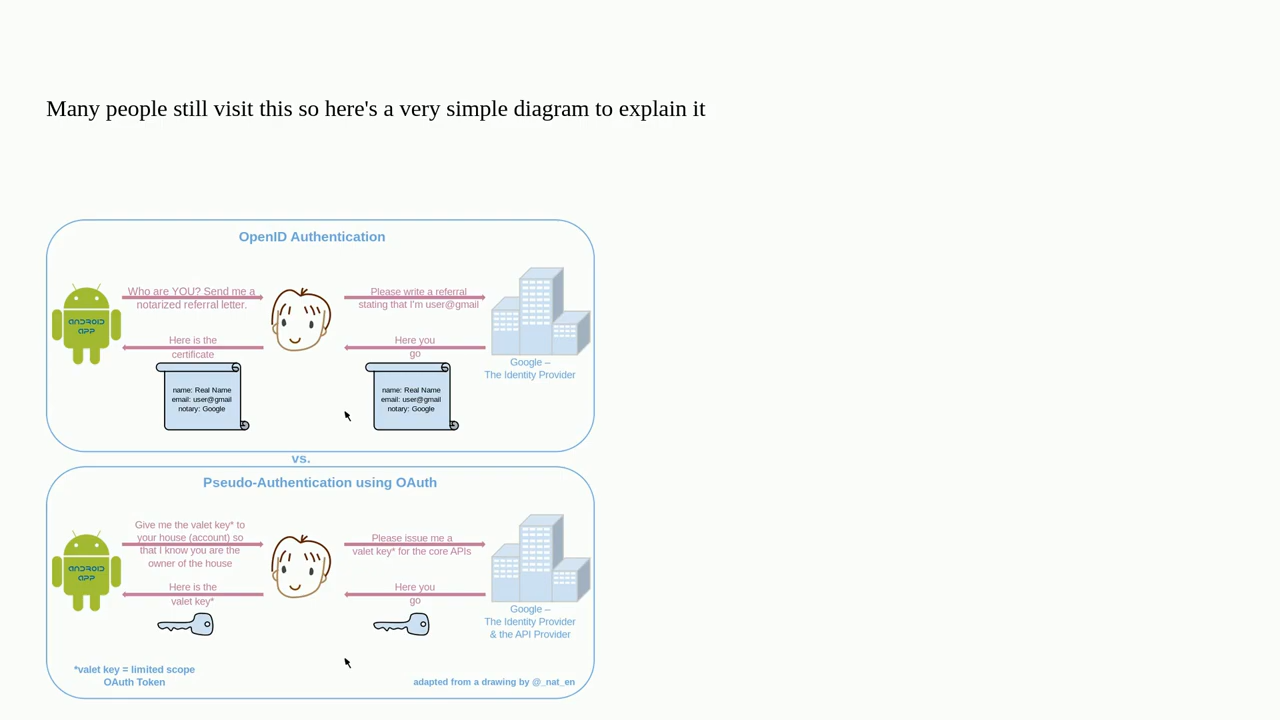 Many people still visit this so here's a very simple diagram to explain it
OpenID Authentication
Who are YOU? Send me a
notarized referral letter.
Please write a referral
stating that I'm user@gmail
ANDROID
APP
Here is the
certificate
Here you
go
Google –
The Identity Provider
name: Real Name
email: user@gmail
notary: Google
name: Real Name
email: user@gmail
notary: Google
vs.
Pseudo-Authentication using OAuth
Give me the valet key* to
your house (account) so
that I know you are the
owner of the house
Please issue me a
valet key* for the core APIs
ANDROID
APP
Here is the
valet key*
Here you
go
Google –
The Identity Provider
& the API Provider
*valet key = limited scope
OAuth Token
adapted from a drawing by @_nat_en